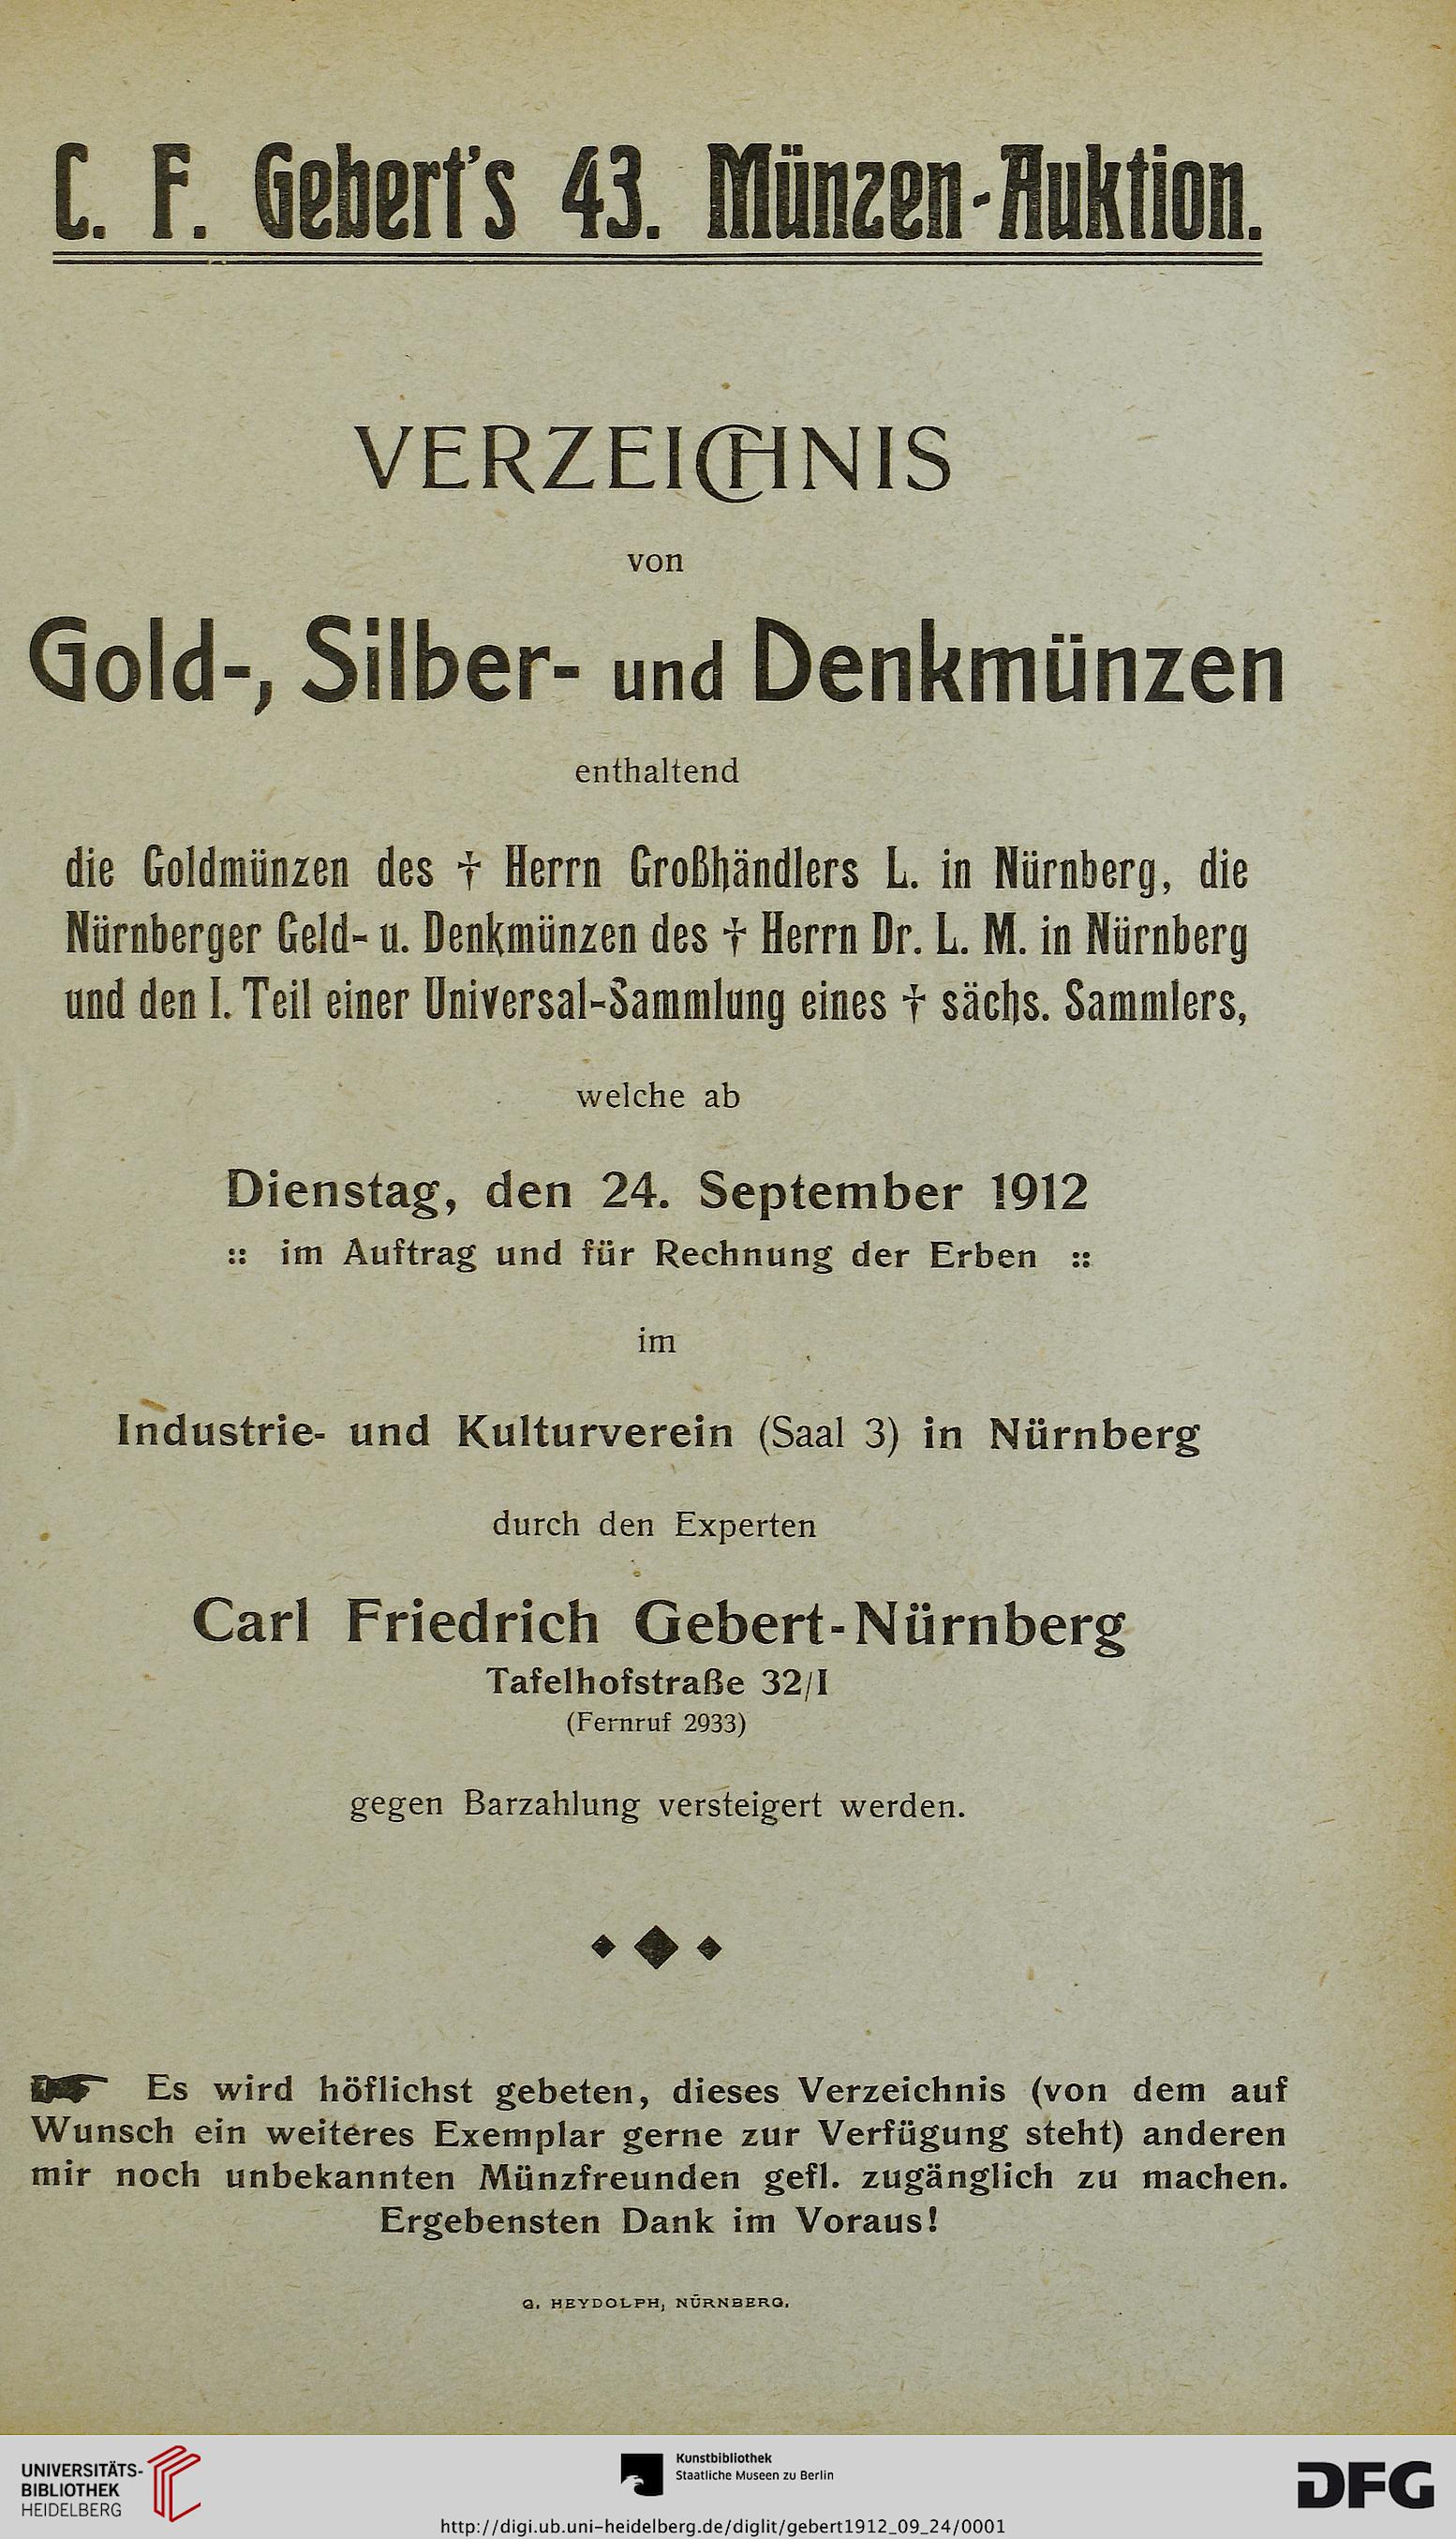 C. F. Gebert's 43. Münzen-Auktion.
VERZEICHNIS
von
Gold-, Silber- und Denkmünzen
enthaltend
die Goldmünzen des † Herrn Großhändlers L. in Nürnberg, die
Nürnberger Geld- u. Denkmünzen des † Herrn Dr. L. M. in Nürnberg
und den I. Teil einer Universal-Sammlung eines † sächs. Sammlers,
welche ab
Dienstag, den 24. September 1912
:: im Auftrag und für Rechnung der Erben ::
im
Industrie- und Kulturverein (Saal 3) in Nürnberg
durch den Experten
Carl Friedrich Gebert-Nürnberg
Tafelhofstraße 32/I
(Fernruf 2933)
gegen Barzahlung versteigert werden.
Es wird höflichst gebeten, dieses Verzeichnis (von dem auf
Wunsch ein weiteres Exemplar gerne zur Verfügung steht) anderen
mir noch unbekannten Münzfreunden gefl. zugänglich zu machen.
Ergebensten Dank im Voraus!
G. HEYDOLPH, NÜRNBERG.
UNIVERSITÄTS-
BIBLIOTHEK
HEIDELBERG
Kunstbibliothek
Staatliche Museen zu Berlin
DFG
http://digi.ub.uni-heidelberg.de/diglit/gebert1912_09_24/0001